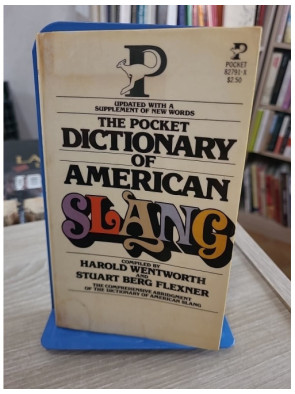 P
POCKET
82791-X
$2.50
UPDATED WITH A
SUPPLEMENT OF NEW WORDS
THE POCKET
DICTIONARY
OF
AMERICAN
SLANG
COMPILED BY
HAROLD WENTWORTH
AND
STUART BERG FLEXNER
THE COMPREHENSIVE ABRIDGMENT
OF THE DICTIONARY OF AMERICAN SLANG